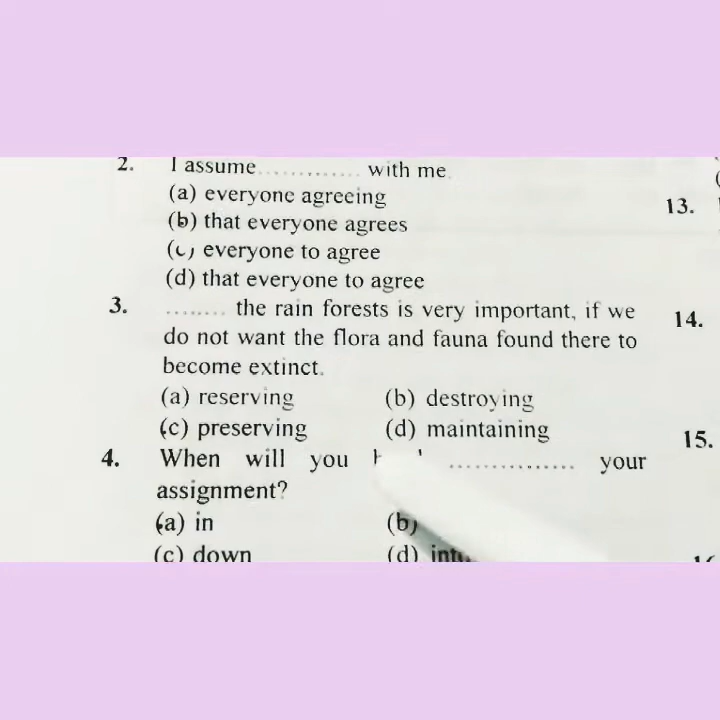 2. I assume ............. with me.
(a) everyone agreeing
(b) that everyone agrees
(c) everyone to agree
(d) that everyone to agree
3. ........ the rain forests is very important, if we
do not want the flora and fauna found there to
become extinct.
(a) reserving (b) destroying
(c) preserving (d) maintaining
4. When will you ............... your
assignment?
(a) in (b)
(c) down (d) into
13.
14.
15.